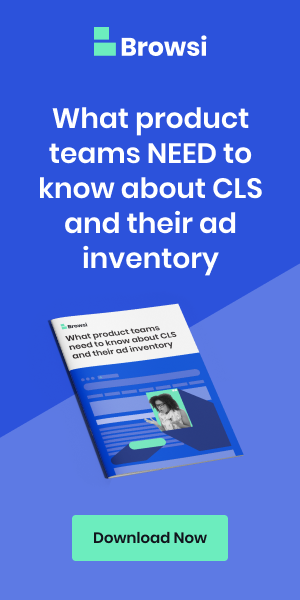 Browsi
What product
teams NEED to
know about CLS
and their ad
inventory
Browsi
What product teams
need to know about CLS
and their ad inventory
Download Now